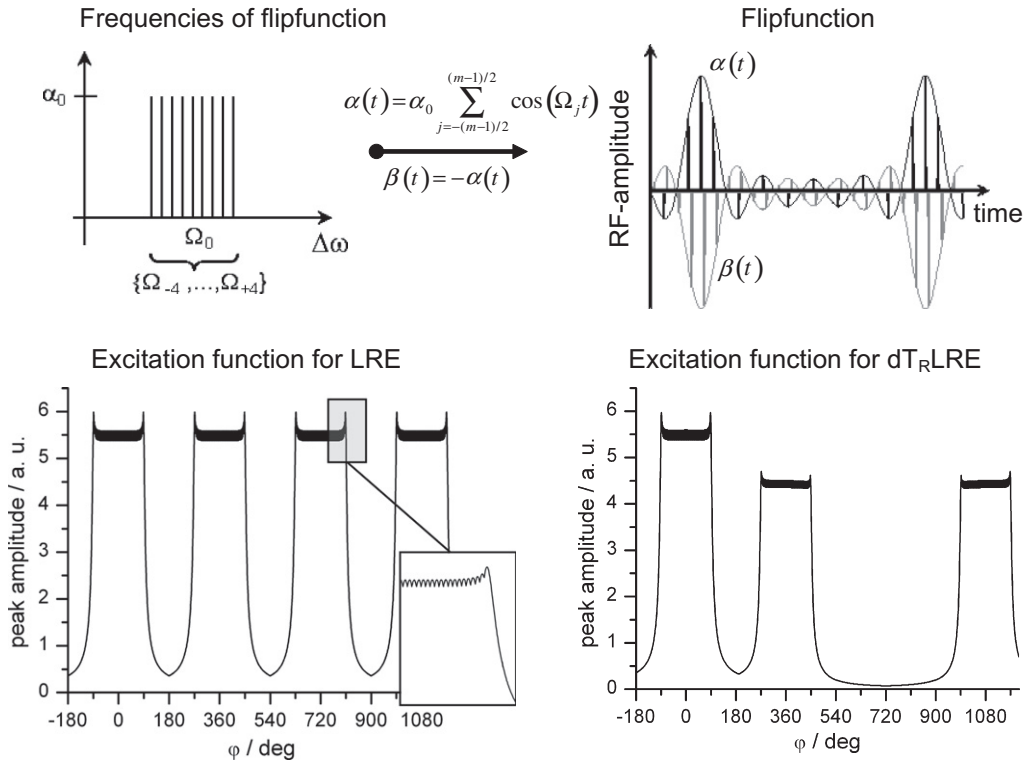 Frequencies of flipfunction
α₀
Ω₀
Δω
{Ω₋₄ ,...,Ω₊₄}
α(t)=α₀ ∑_{j=-(m-1)/2}^{(m-1)/2} cos(Ω_j t)
β(t)=-α(t)
Flipfunction
RF-amplitude
α(t)
β(t)
time
Excitation function for LRE
peak amplitude / a. u.
6
5
4
3
2
1
0
-180 0 180 360 540 720 900 1080
φ / deg
Excitation function for dT_RLRE
peak amplitude / a. u.
6
5
4
3
2
1
0
-180 0 180 360 540 720 900 1080
φ / deg